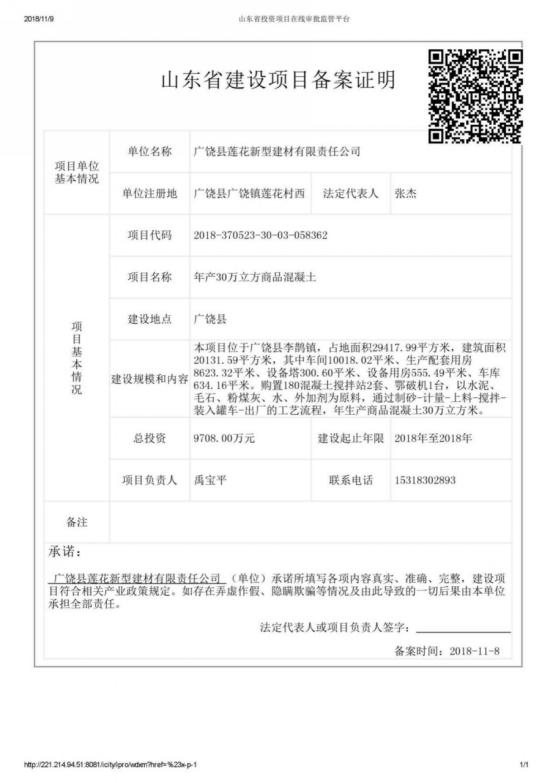 2018/11/9
山东省投资项目在线审批监管平台
山东省建设项目备案证明
项目单位
基本情况
单位名称
广饶县莲花新型建材有限责任公司
单位注册地
广饶县广饶镇莲花村西
法定代表人
张杰
项目基本情况
项目代码
2018-370523-30-03-058362
项目名称
年产30万立方商品混凝土
建设地点
广饶县
建设规模和内容
本项目位于广饶县李鹊镇，占地面积29417.99平方米，建筑面积
20131.59平方米，其中车间10018.02平米、生产配套用房
8623.32平米、设备塔300.60平米、设备用房555.49平米、车库
634.16平米。购置180混凝土搅拌站2套、鄂破机1台，以水泥、
毛石、粉煤灰、水、外加剂为原料，通过制砂-计量-上料-搅拌-
装入罐车-出厂的工艺流程，年生产商品混凝土30万立方米。
总投资
9708.00万元
建设起止年限
2018年至2018年
项目负责人
禹宝平
联系电话
15318302893
备注
承诺：
广饶县莲花新型建材有限责任公司（单位）承诺所填写各项内容真实、准确、完整，建设项
目符合相关产业政策规定。如存在弄虚作假、隐瞒欺骗等情况及由此导致的一切后果由本单位
承担全部责任。
法定代表人或项目负责人签字：
备案时间：2018-11-8
http://221.214.94.51:8081/icity/ipro/wdxm?href=%23x-p-1
1/1